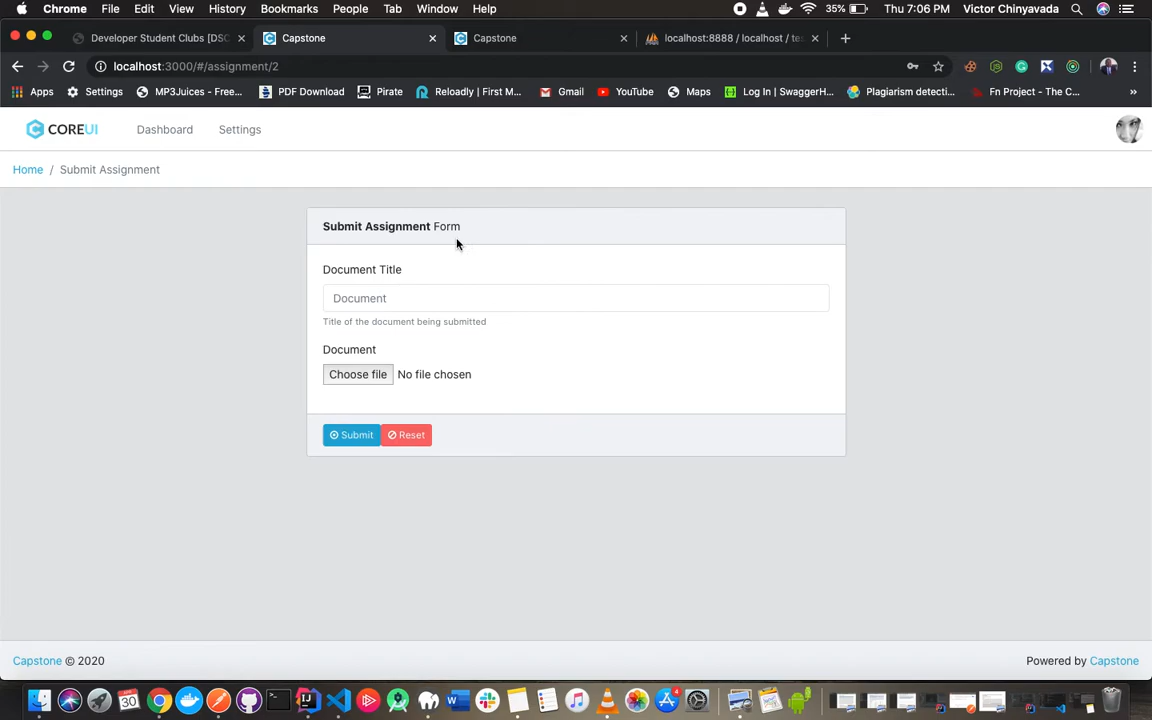 Chrome File Edit View History Bookmarks People Tab Window Help 35% Thu 7:06 PM Victor Chinyavada
Developer Student Clubs [DSC Capstone Capstone localhost:8888 / localhost / te
localhost:3000/#/assignment/2
Apps Settings MP3Juices - Free... PDF Download Pirate Reloadly | First M... Gmail YouTube Maps Log In | SwaggerH... Plagiarism detecti... Fn Project - The C... »
COREUI Dashboard Settings
Home / Submit Assignment
Submit Assignment Form
Document Title
Document
Title of the document being submitted
Document
Choose file No file chosen
Submit Reset
Capstone © 2020 Powered by Capstone
30 4